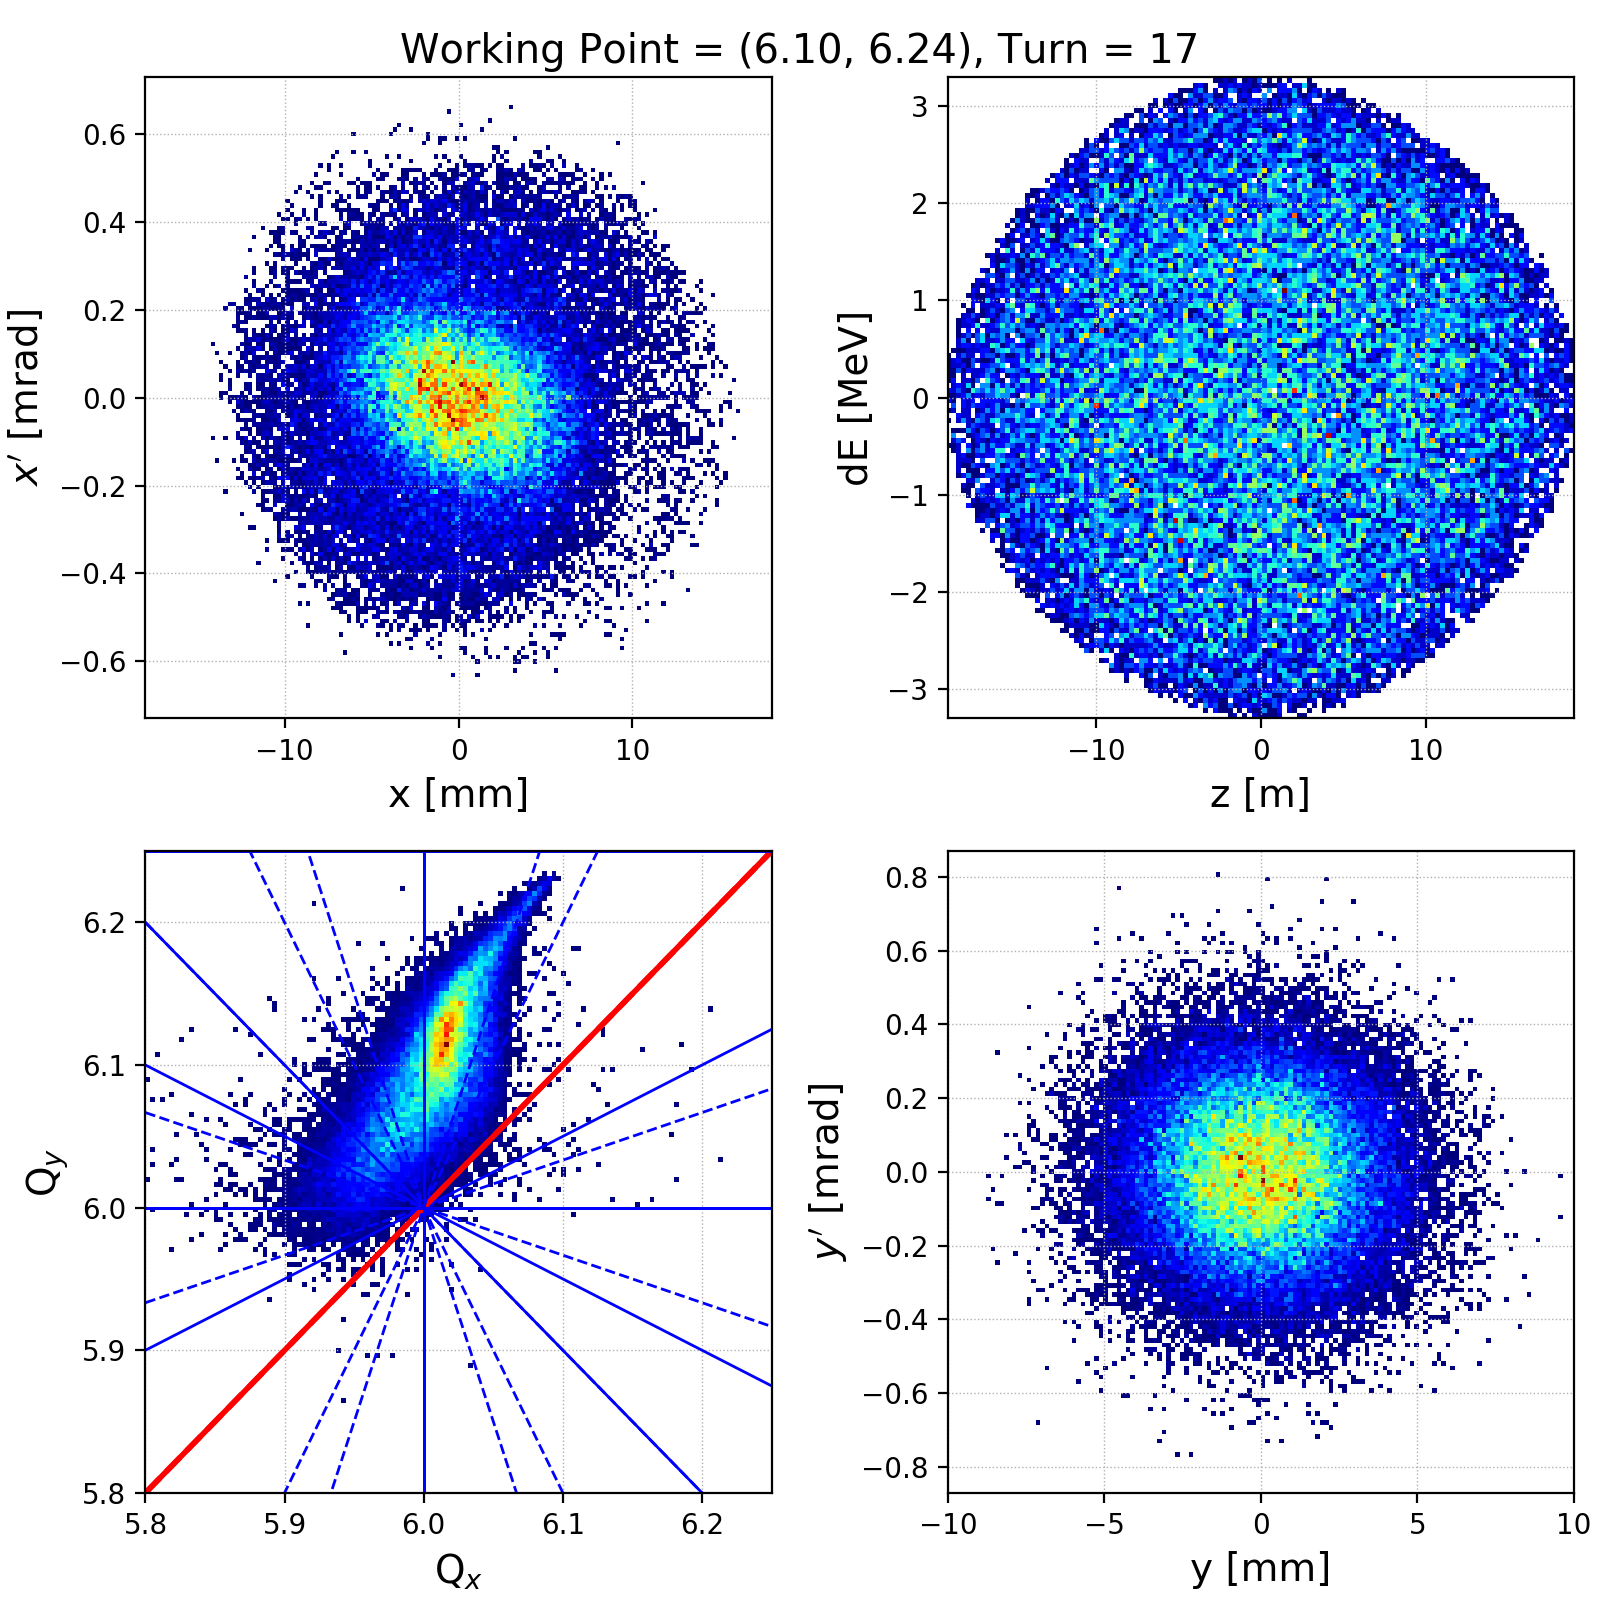 Working Point = (6.10, 6.24), Turn = 17
0.6
0.4
0.2
0.0
−0.2
−0.4
−0.6
x′ [mrad]
−10 0 10
x [mm]
3
2
1
0
−1
−2
−3
dE [MeV]
−10 0 10
z [m]
6.2
6.1
6.0
5.9
5.8
Qy
5.8 5.9 6.0 6.1 6.2
Qx
0.8
0.6
0.4
0.2
0.0
−0.2
−0.4
−0.6
−0.8
y′ [mrad]
−10 −5 0 5 10
y [mm]